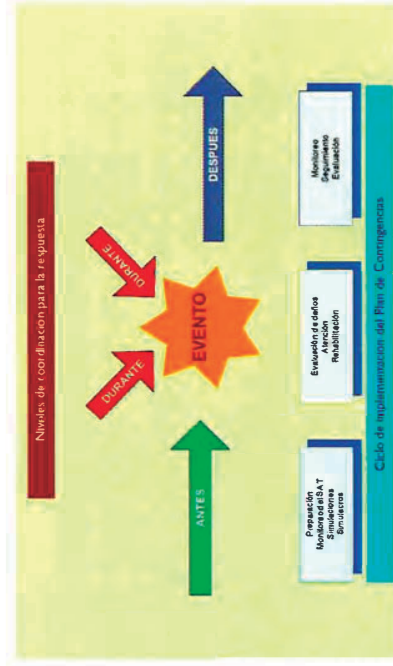 Niveles de coordinación para la respuesta
DURANTE
DURANTE
EVENTO
ANTES
DESPUES
Preparación
Monitoreo del SAT
Simulaciones
Simulacros
Evaluación de daños
Atención
Rehabilitación
Monitoreo
Seguimiento
Evaluación
Ciclo de Implementación del Plan de Contingencias